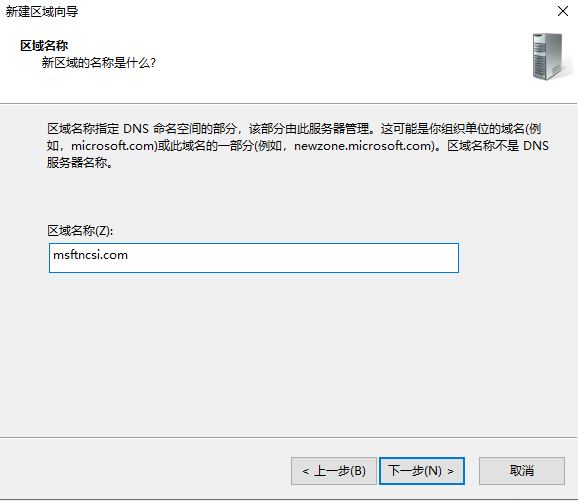 新建区域向导
区域名称
新区域的名称是什么?
区域名称指定 DNS 命名空间的部分，该部分由此服务器管理。这可能是你组织单位的域名(例
如，microsoft.com)或此域名的一部分(例如，newzone.microsoft.com)。区域名称不是 DNS
服务器名称。
区域名称(Z):
msftncsi.com
< 上一步(B)
下一步(N) >
取消